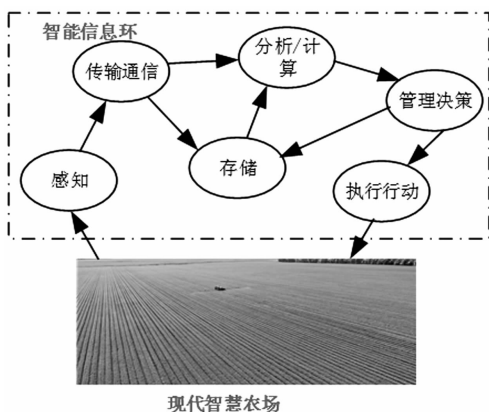 智能信息环
传输通信
分析/计
算
管理决策
感知
存储
执行行动
现代智慧农场